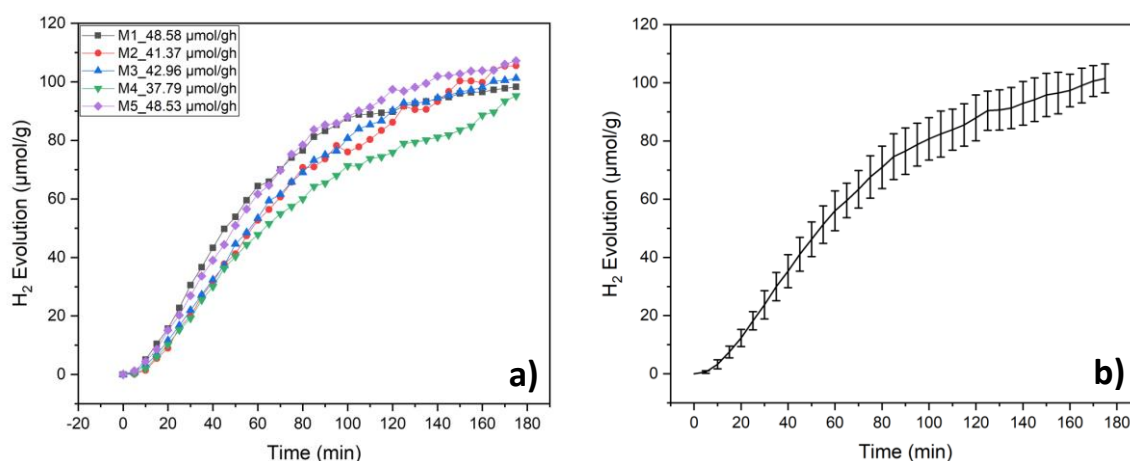 120
100
80
60
40
20
0
-20
H₂ Evolution (μmol/g)
M1_48.58 μmol/gh
M2_41.37 μmol/gh
M3_42.96 μmol/gh
M4_37.79 μmol/gh
M5_48.53 μmol/gh
a)
-20 0 20 40 60 80 100 120 140 160 180
Time (min)
120
100
80
60
40
20
0
-20
H₂ Evolution (μmol/g)
b)
0 20 40 60 80 100 120 140 160 180
Time (min)